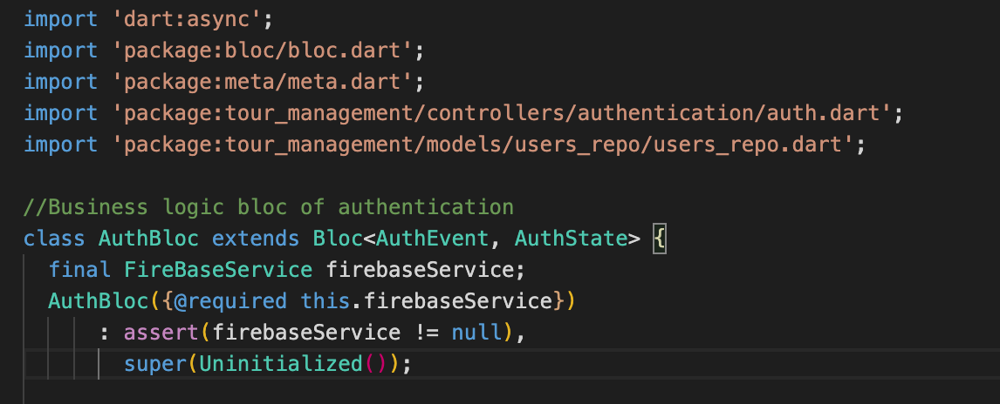 import 'dart:async';
import 'package:bloc/bloc.dart';
import 'package:meta/meta.dart';
import 'package:tour_management/controllers/authentication/auth.dart';
import 'package:tour_management/models/users_repo/users_repo.dart';

//Business logic bloc of authentication
class AuthBloc extends Bloc<AuthEvent, AuthState> {
  final FireBaseService firebaseService;
  AuthBloc({@required this.firebaseService})
      : assert(firebaseService != null),
        super(Uninitialized());